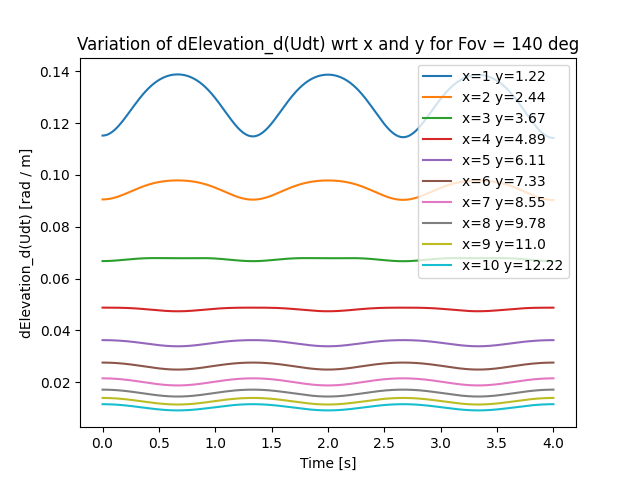 Variation of dElevation_d(Udt) wrt x and y for Fov = 140 deg
dElevation_d(Udt) [rad / m]
0.14
0.12
0.10
0.08
0.06
0.04
0.02
x=1 y=1.22
x=2 y=2.44
x=3 y=3.67
x=4 y=4.89
x=5 y=6.11
x=6 y=7.33
x=7 y=8.55
x=8 y=9.78
x=9 y=11.0
x=10 y=12.22
0.0 0.5 1.0 1.5 2.0 2.5 3.0 3.5 4.0
Time [s]